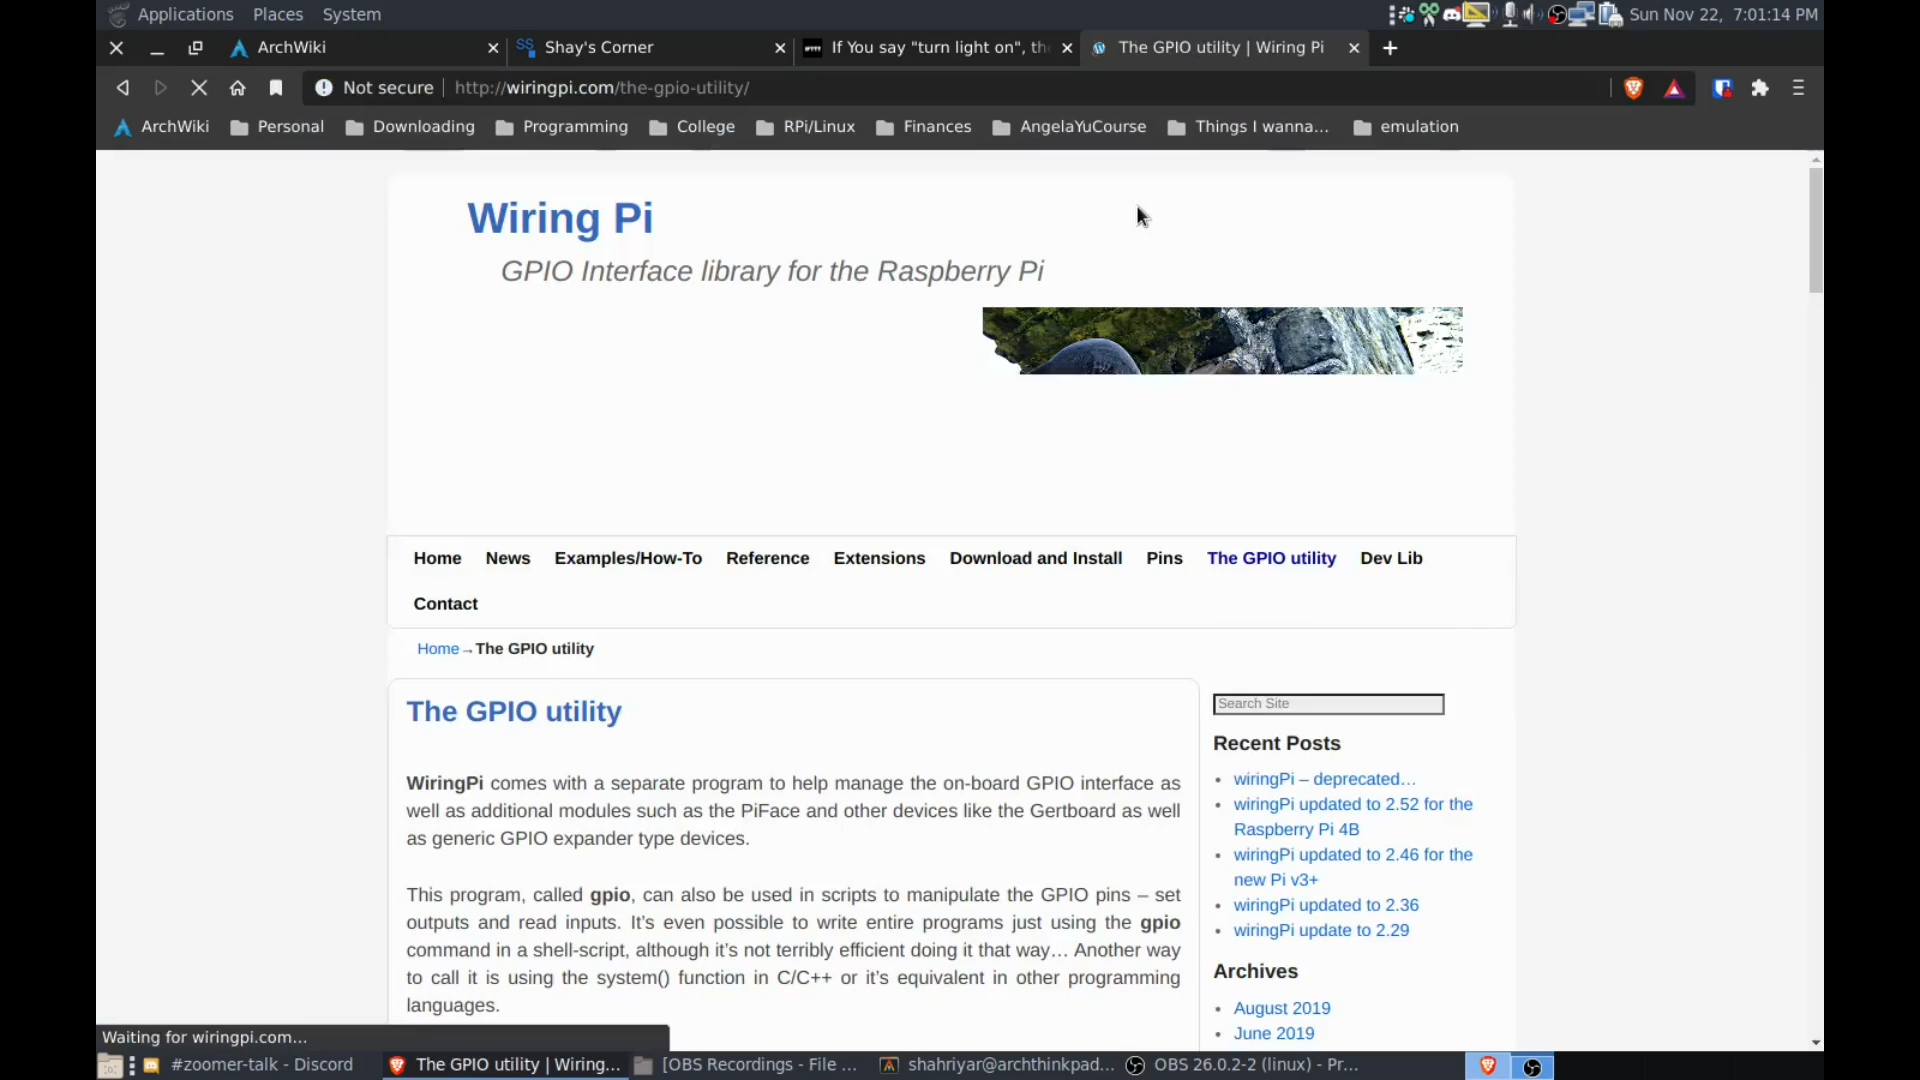 Applications Places System Sun Nov 22, 7:01:14 PM
ArchWiki Shay's Corner If You say "turn light on", the The GPIO utility | Wiring Pi
Not secure http://wiringpi.com/the-gpio-utility/
ArchWiki Personal Downloading Programming College RPi/Linux Finances AngelaYuCourse Things I wanna... emulation
Wiring Pi
GPIO Interface library for the Raspberry Pi
Home News Examples/How-To Reference Extensions Download and Install Pins The GPIO utility Dev Lib
Contact
Home→The GPIO utility
The GPIO utility
WiringPi comes with a separate program to help manage the on-board GPIO interface as
well as additional modules such as the PiFace and other devices like the Gertboard as well
as generic GPIO expander type devices.
This program, called gpio, can also be used in scripts to manipulate the GPIO pins – set
outputs and read inputs. It’s even possible to write entire programs just using the gpio
command in a shell-script, although it’s not terribly efficient doing it that way… Another way
to call it is using the system() function in C/C++ or it’s equivalent in other programming
languages.
Search Site
Recent Posts
wiringPi – deprecated…
wiringPi updated to 2.52 for the
Raspberry Pi 4B
wiringPi updated to 2.46 for the
new Pi v3+
wiringPi updated to 2.36
wiringPi update to 2.29
Archives
August 2019
June 2019
Waiting for wiringpi.com...
#zoomer-talk - Discord The GPIO utility | Wiring... [OBS Recordings - File ... shahriyar@archthinkpad... OBS 26.0.2-2 (linux) - Pr...